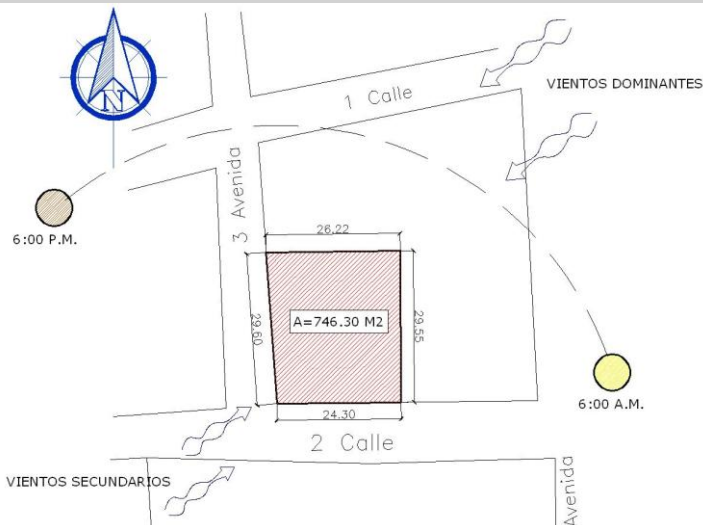 N
VIENTOS DOMINANTES
1 Calle
3 Avenida
6:00 P.M.
26.22
A=746.30 M2
29.60
29.55
6:00 A.M.
24.30
2 Calle
VIENTOS SECUNDARIOS
Avenida